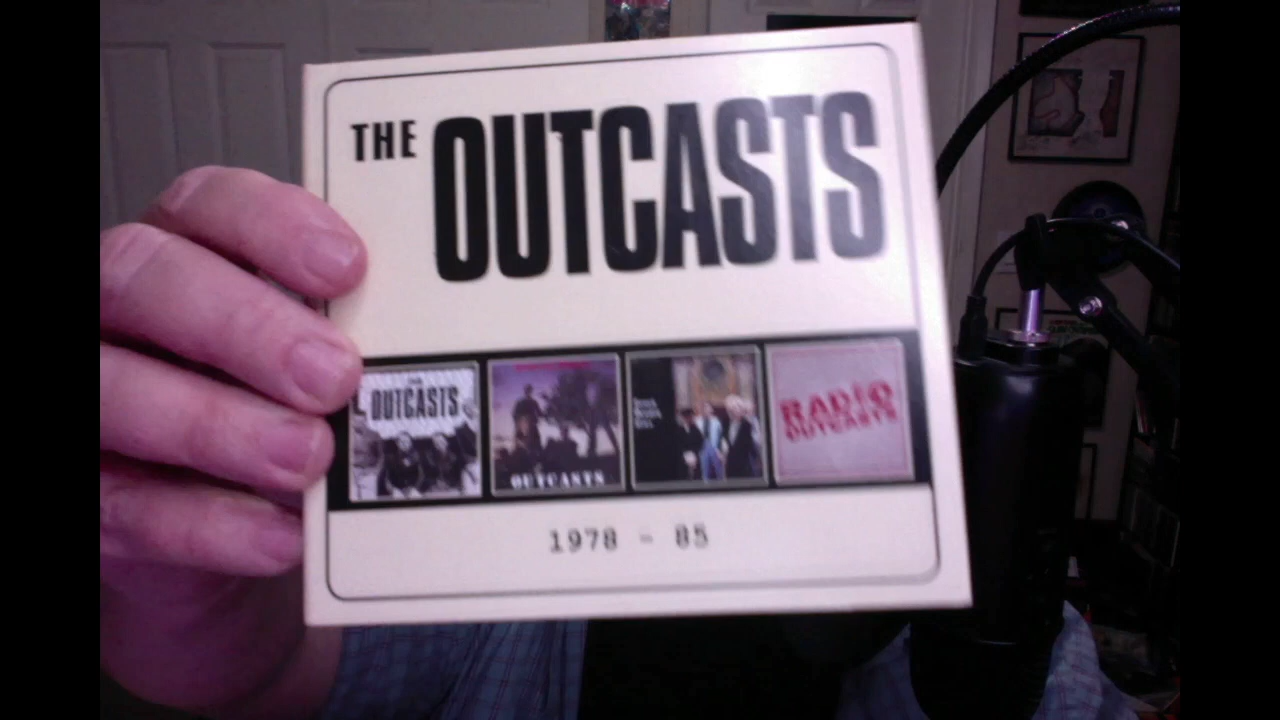 THE OUTCASTS
OUTCASTS
OUTCASTS
RADIO
OUTCASTS
1978 - 85